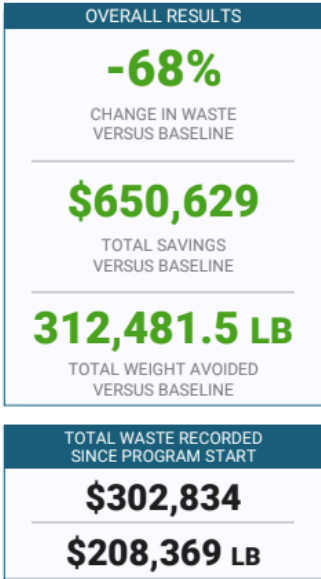 OVERALL RESULTS
-68%
CHANGE IN WASTE
VERSUS BASELINE
$650,629
TOTAL SAVINGS
VERSUS BASELINE
312,481.5 LB
TOTAL WEIGHT AVOIDED
VERSUS BASELINE
TOTAL WASTE RECORDED
SINCE PROGRAM START
$302,834
$208,369 LB